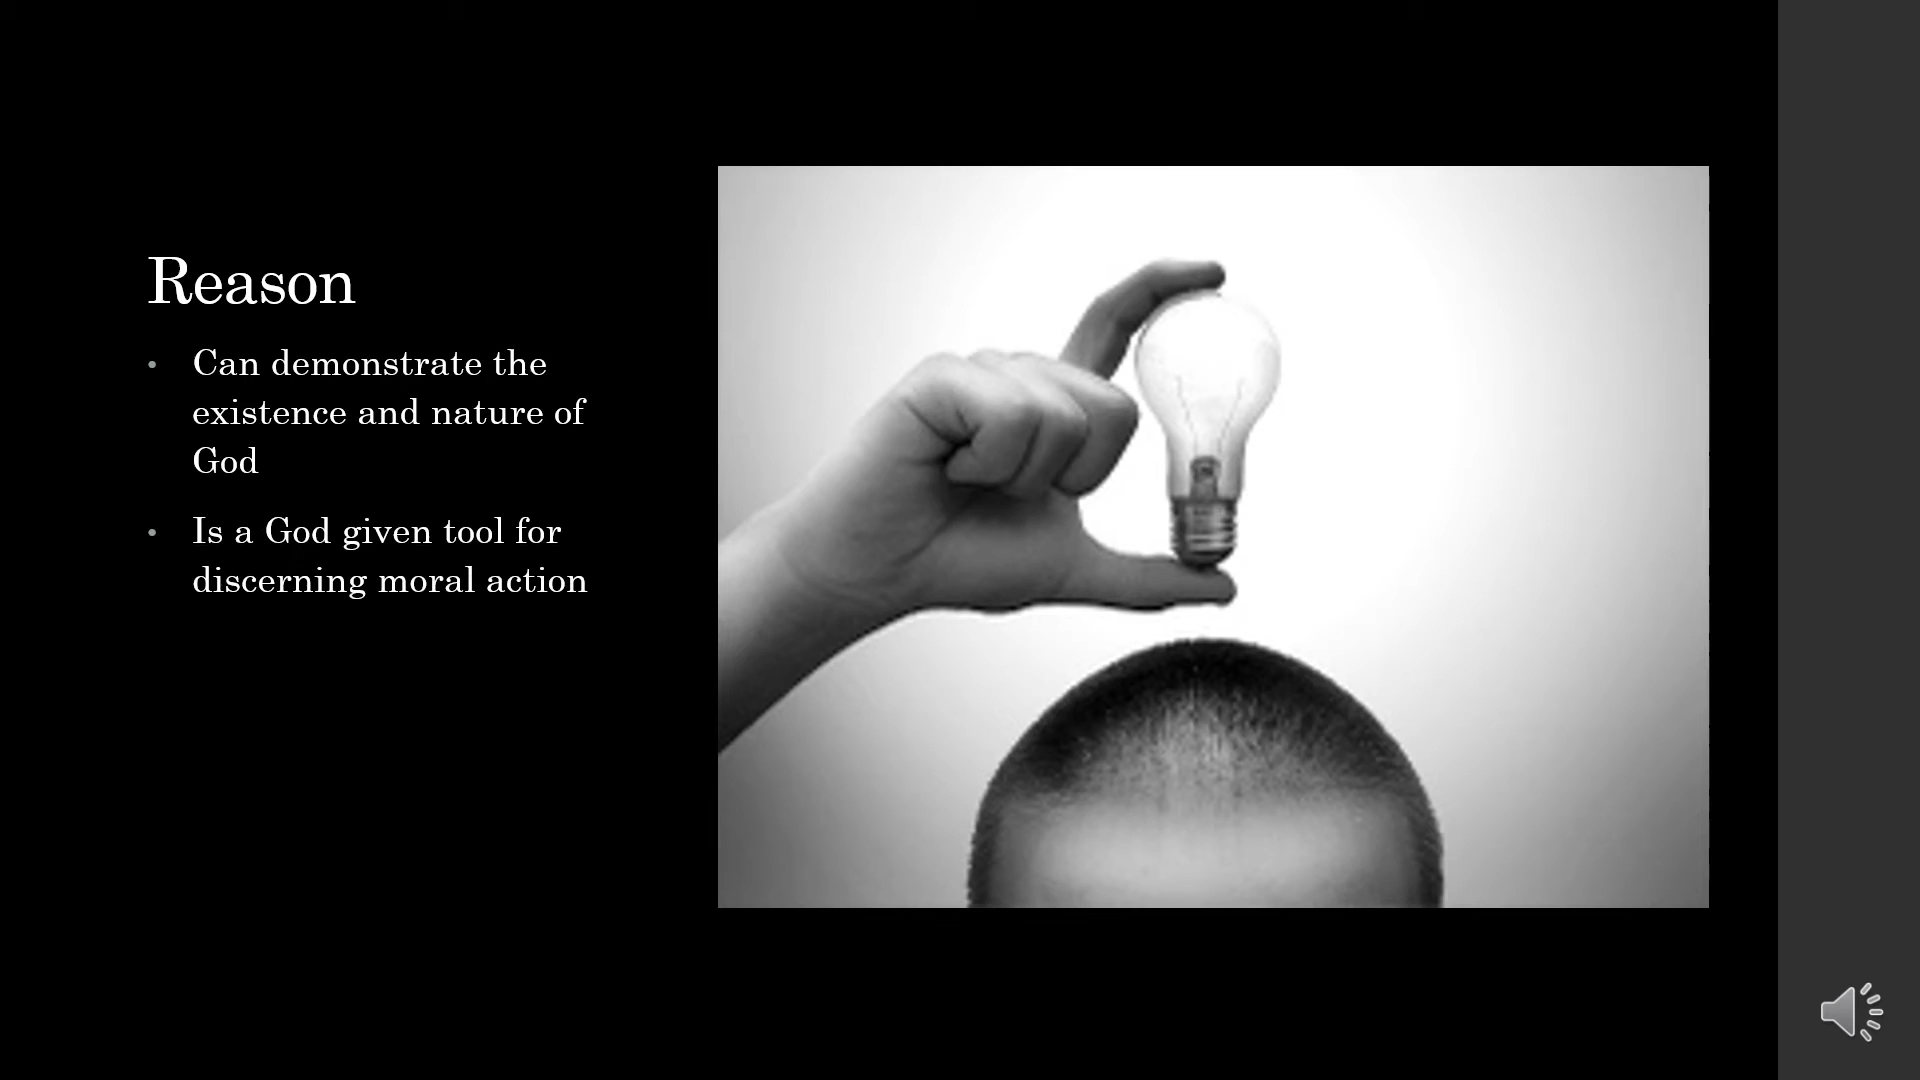 Reason
• Can demonstrate the
existence and nature of
God
• Is a God given tool for
discerning moral action